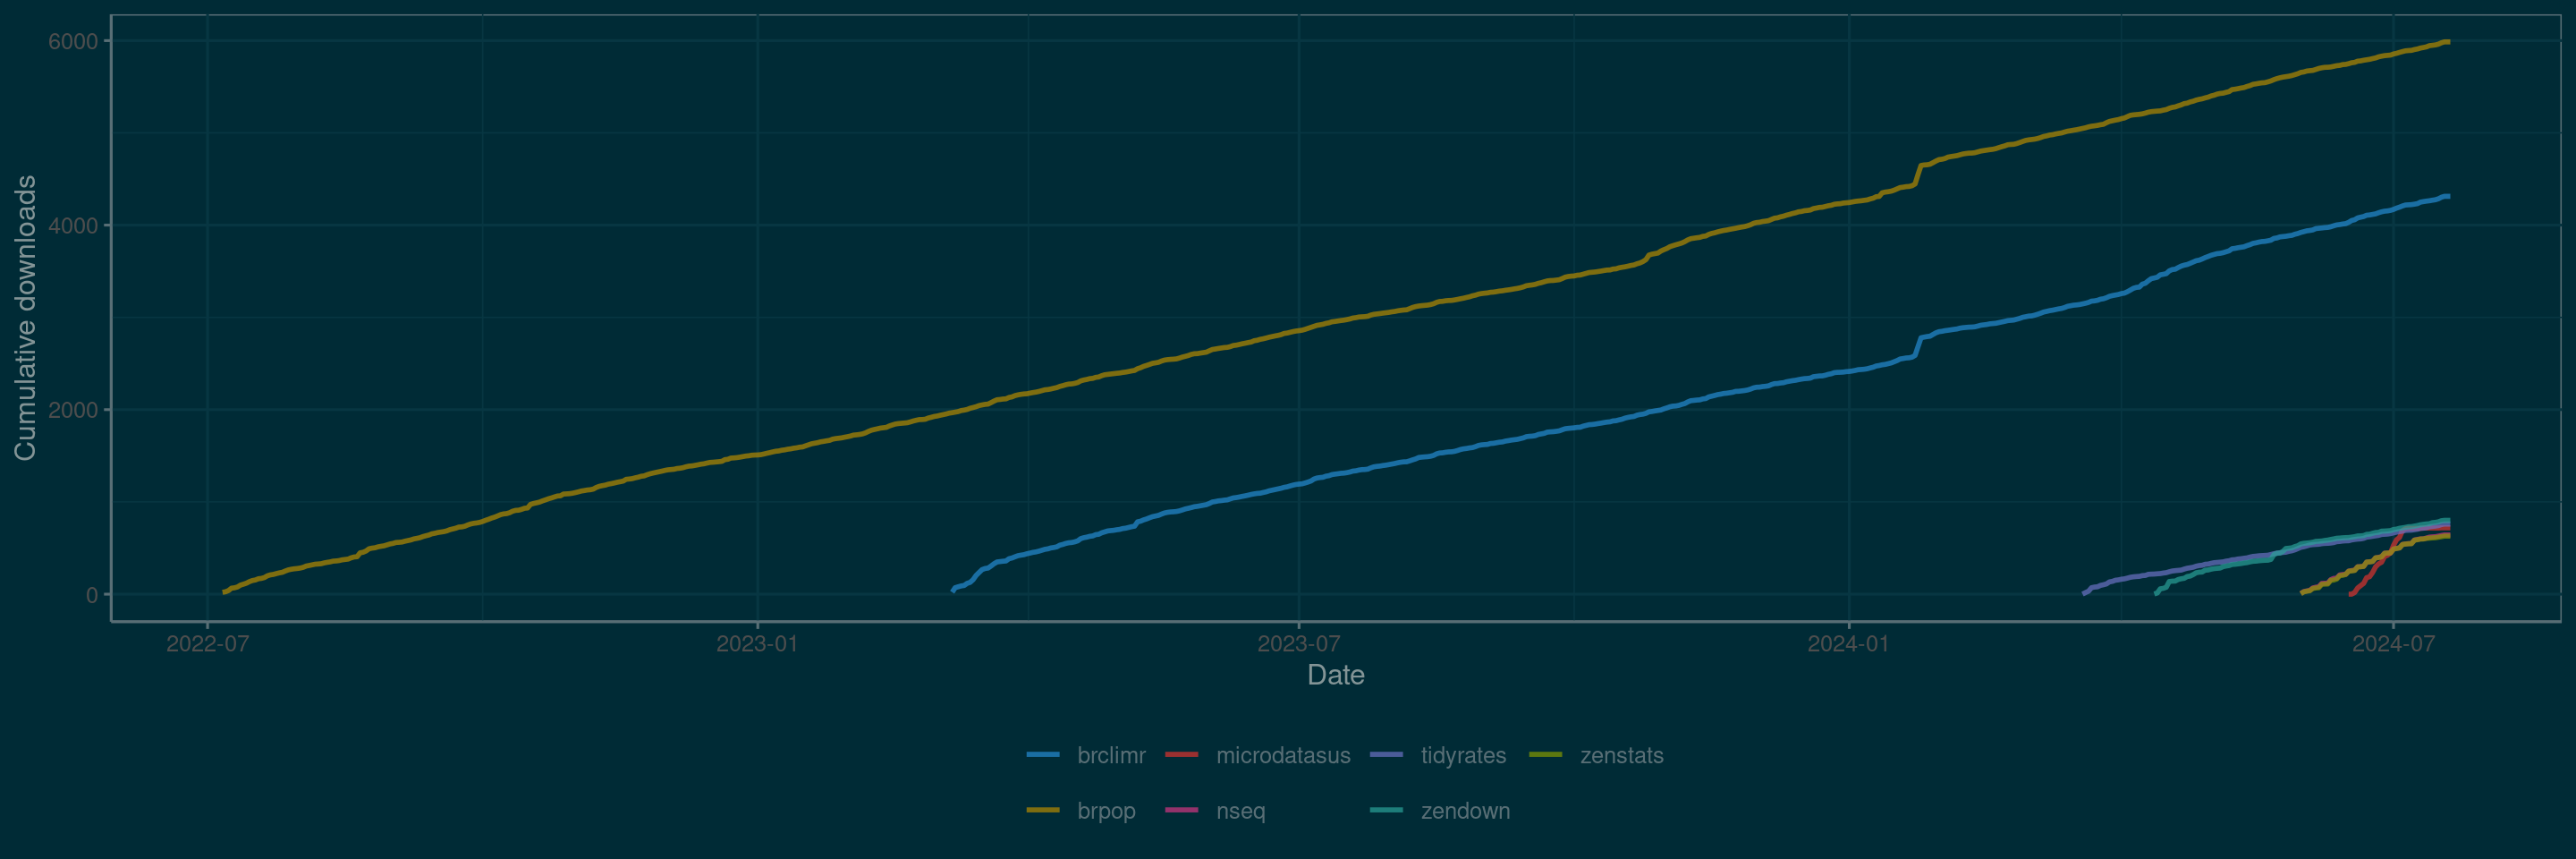 Cumulative downloads
6000
4000
2000
0
2022-07 2023-01 2023-07 2024-01 2024-07
Date
brclimr microdatasus tidyrates zenstats
brpop nseq zendown